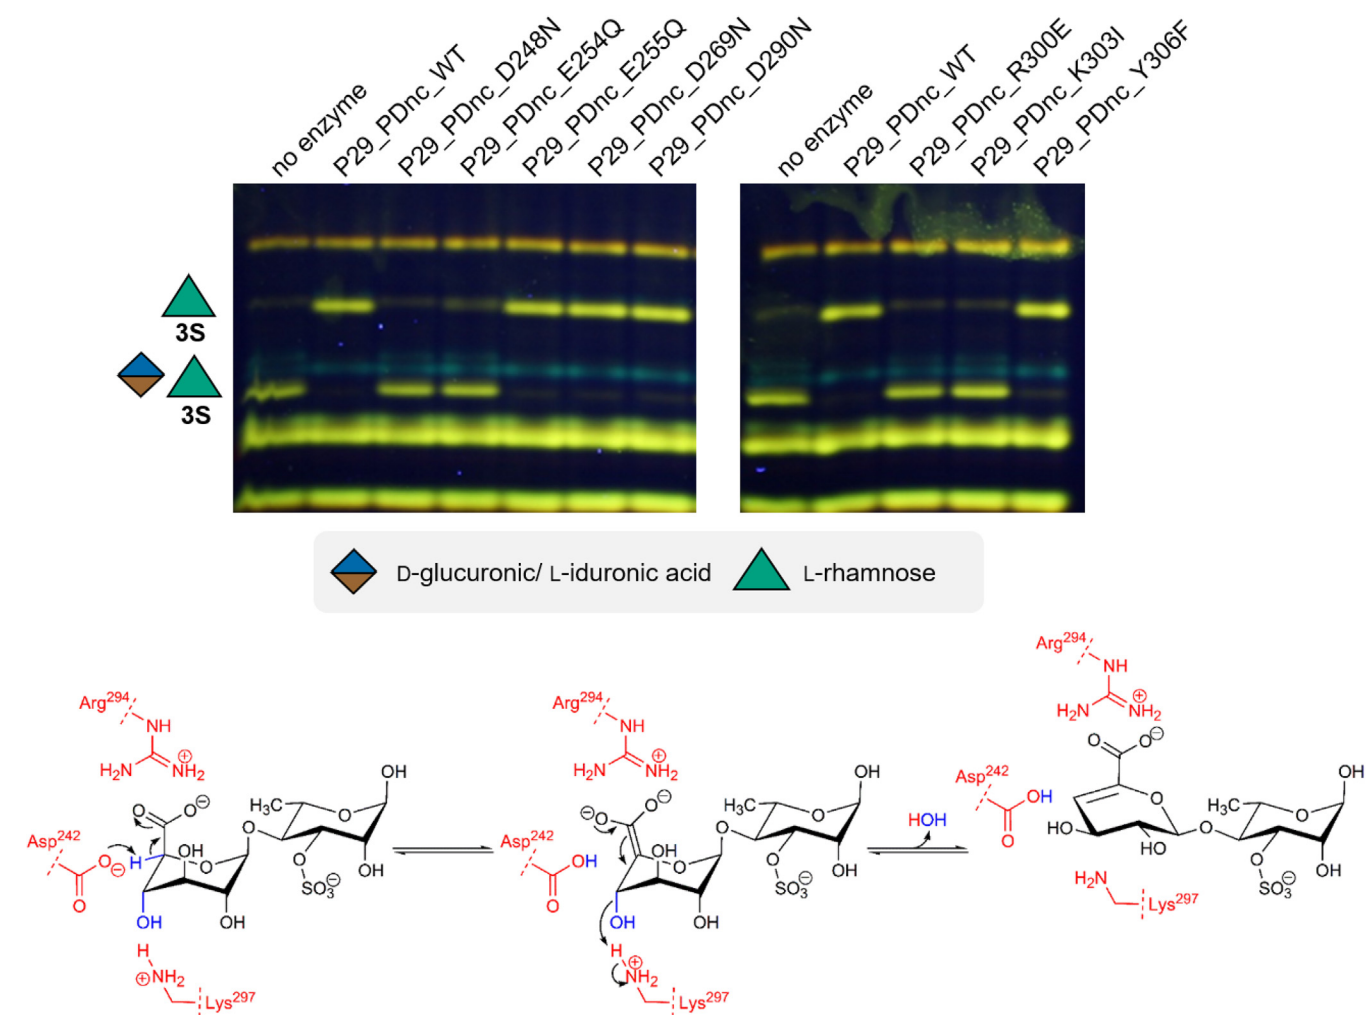 no enzyme
P29_PDnc_WT
P29_PDnc_D248N
P29_PDnc_E254Q
P29_PDnc_E255Q
P29_PDnc_D269N
P29_PDnc_D290N
no enzyme
P29_PDnc_WT
P29_PDnc_R300E
P29_PDnc_K303I
P29_PDnc_Y306F
3S
3S
D-glucuronic/ L-iduronic acid
L-rhamnose
Arg294
NH
H2N
⊕
NH2
O
O⊖
H3C
O
OH
Asp242
O⊖
H
OH
O
O
O
OH
O
SO3⊖
OH
OH
H
⊕NH2
Lys297
Arg294
NH
H2N
⊕
NH2
⊖O
O⊖
H3C
O
OH
Asp242
OH
OH
O
O
O
OH
O
SO3⊖
OH
OH
H
⊕
NH2
Lys297
HOH
Arg294
NH
H2N
⊕
NH2
O
O⊖
Asp242
OH
O
O
H3C
O
OH
HO
HO
O
O
OH
SO3⊖
H2N
Lys297